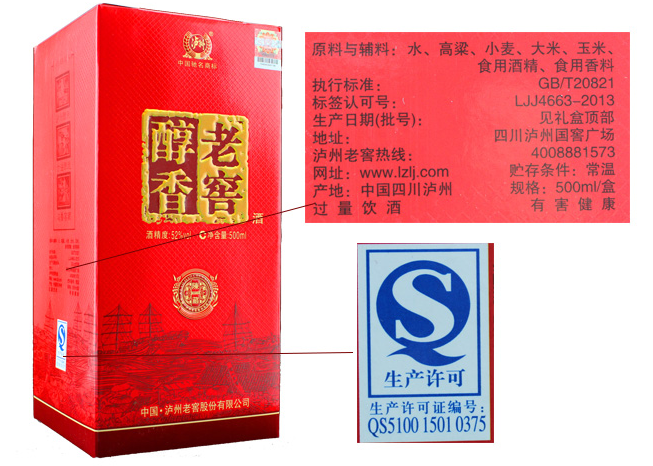 泸州
中国驰名商标
老窖
醇香
酒
酒精度:52%vol 净含量:500ml
中国·泸州老窖股份有限公司
原料与辅料：水、高粱、小麦、大米、玉米、
食用酒精、食用香料
执行标准： GB/T20821
标签认可号： LJJ4663-2013
生产日期(批号)： 见礼盒顶部
地址： 四川泸州国窖广场
泸州老窖热线： 4008881573
网址：www.lzlj.com 贮存条件：常温
产地：中国四川泸州 规格：500ml/盒
过量饮酒 有害健康
生产许可
生产许可证编号：
QS5100 1501 0375